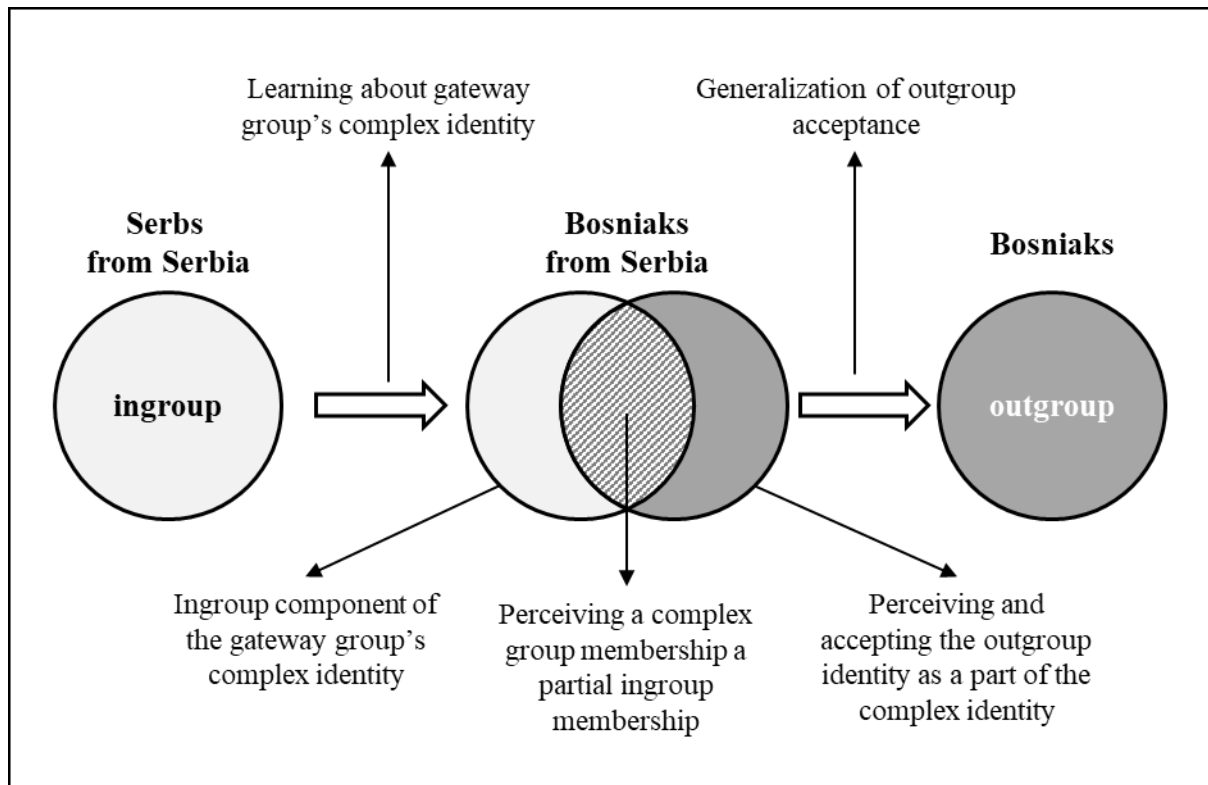 Learning about gateway
group's complex identity
Generalization of outgroup
acceptance
Serbs
from Serbia
Bosniaks
from Serbia
Bosniaks
ingroup
outgroup
Ingroup component of
the gateway group's
complex identity
Perceiving a complex
group membership a
partial ingroup
membership
Perceiving and
accepting the outgroup
identity as a part of the
complex identity